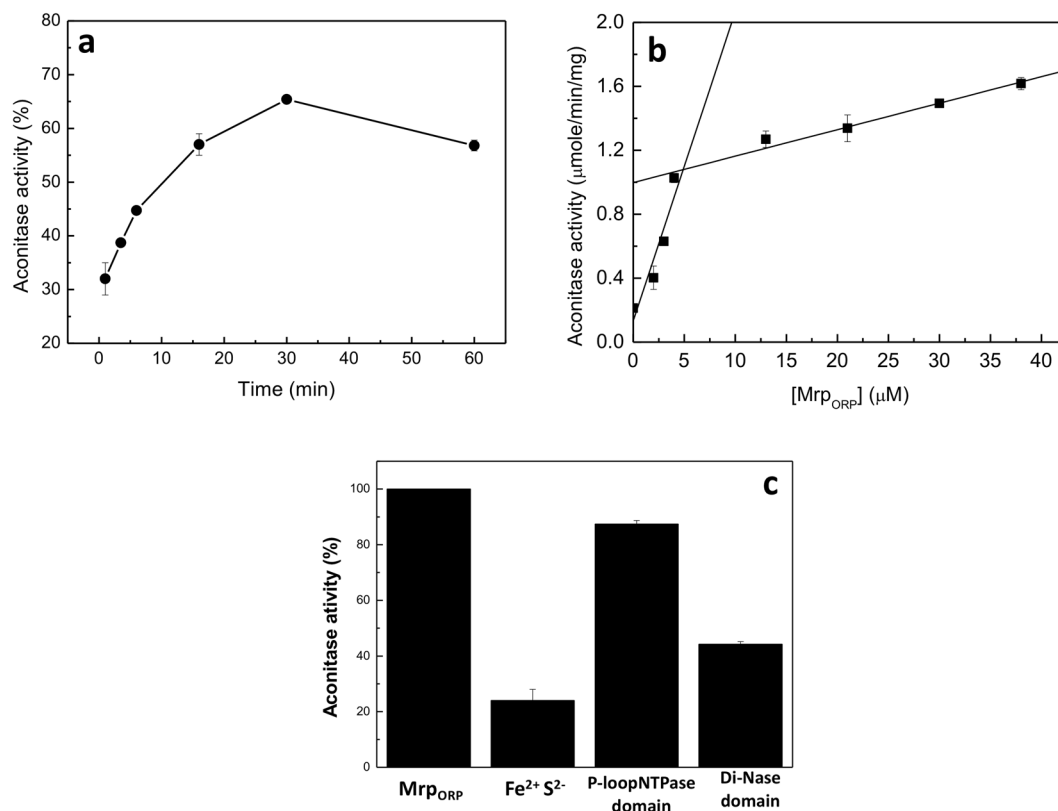 a
80
70
60
50
40
30
20
Aconitase activity (%)
0 10 20 30 40 50 60
Time (min)
b
2.0
1.6
1.2
0.8
0.4
0.0
Aconitase activity (μmole/min/mg)
0 5 10 15 20 25 30 35 40
[Mrp_ORP] (μM)
c
100
80
60
40
20
0
Aconitase ativity (%)
Mrp_ORP Fe²⁺ S²⁻ P-loopNTPase Di-Nase
domain domain